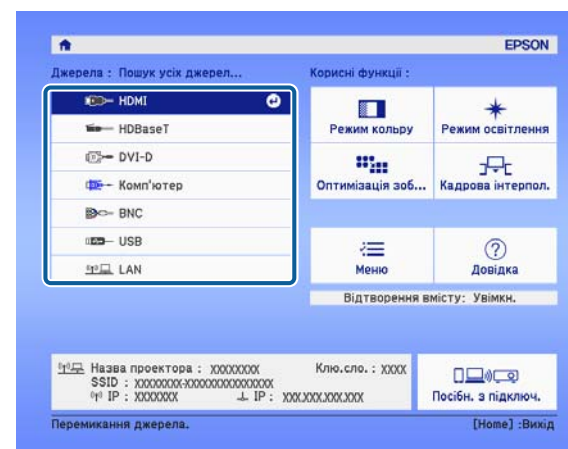 EPSON
Джерела : Пошук усіх джерел...
Корисні функції :
HDMI
HDBaseT
DVI-D
Комп'ютер
BNC
USB
LAN
Режим кольру
Режим освітлення
Оптимізація зоб...
Кадрова інтерпол.
Меню
Довідка
Відтворення вмісту: Увімкн.
Назва проектора : XXXXXXXX
Клю.сло. : XXXX
SSID : XXXXXXXX-XXXXXXXXXXXXXXX
IP : XXXXXXX
IP : XXX.XXX.XXX.XXX
Посібн. з підключ.
Перемикання джерела.
[Home] :Вихід